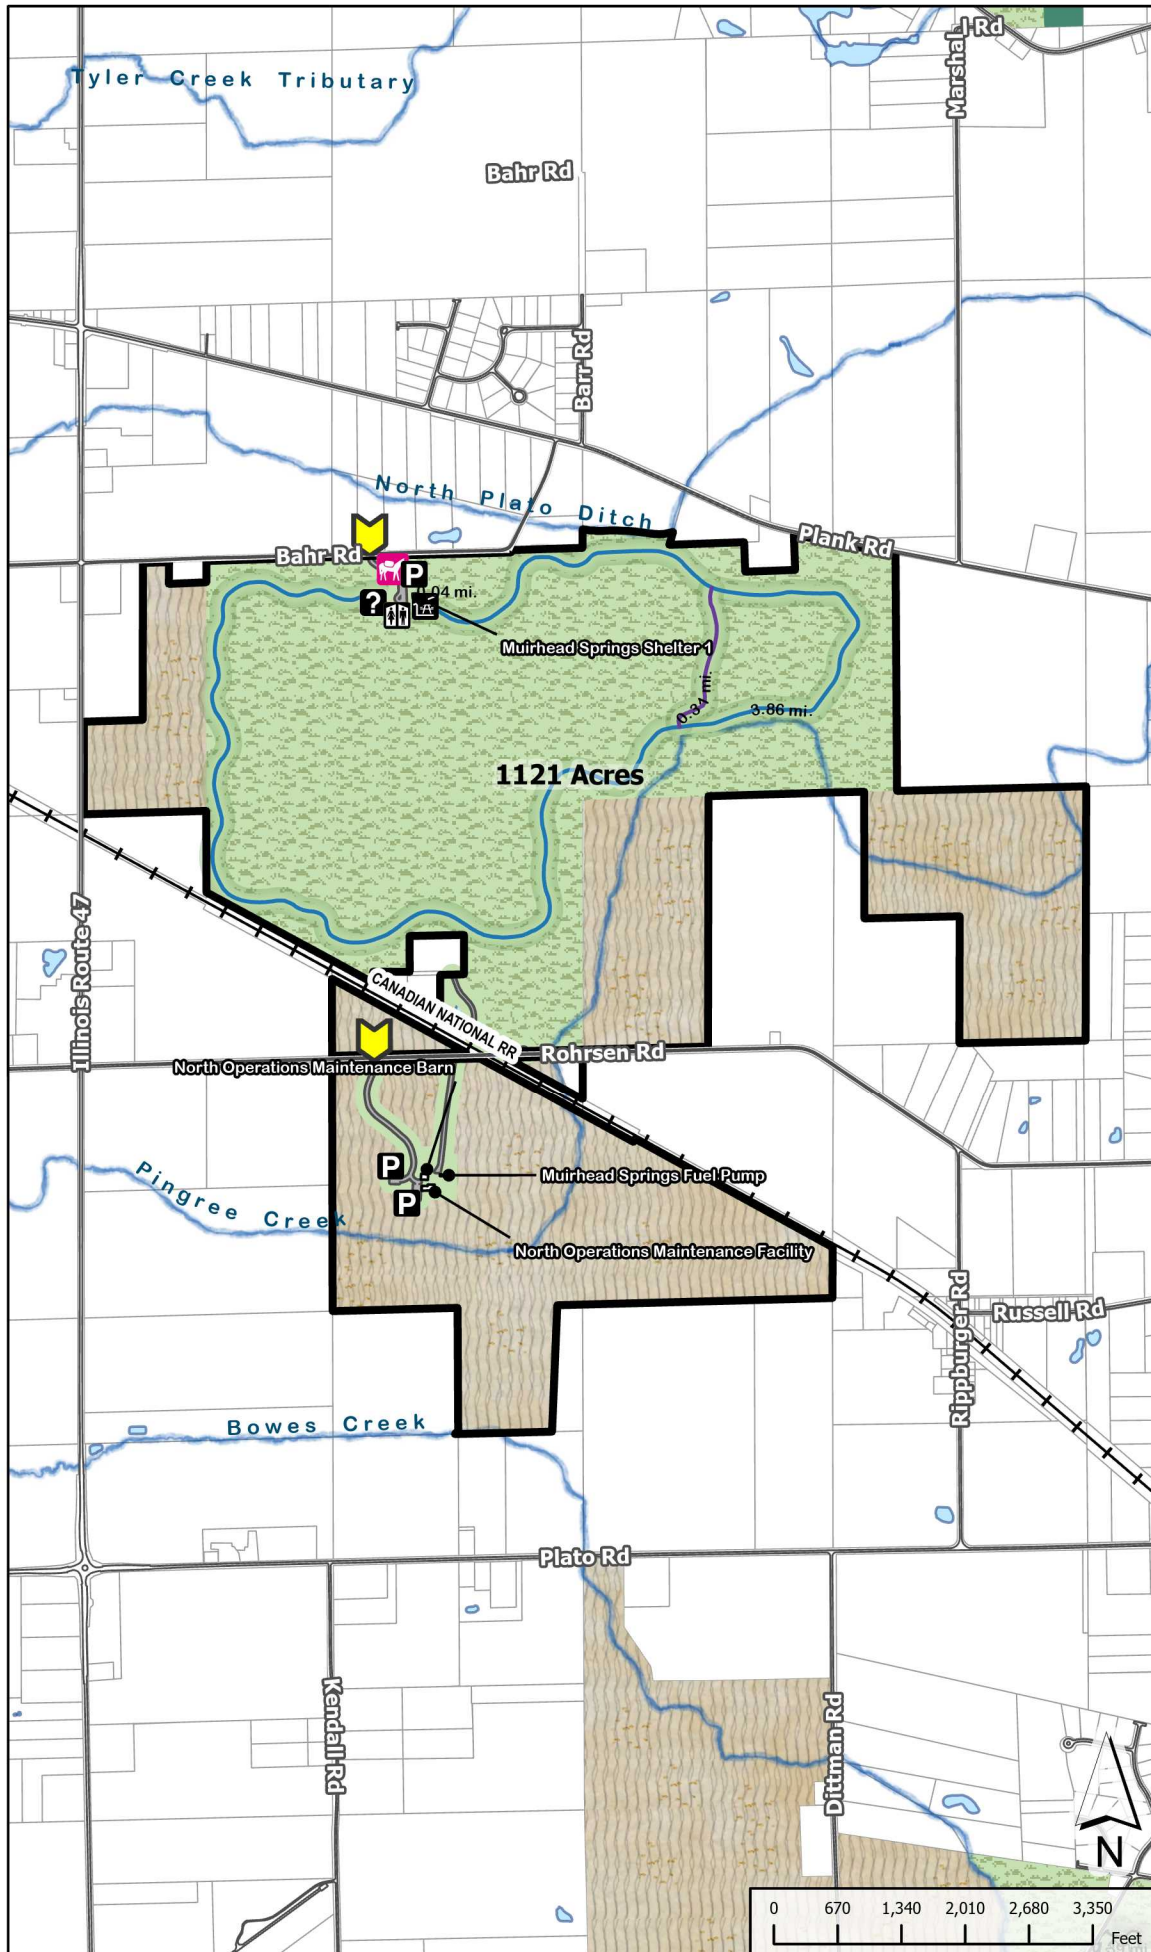 Tyler Creek Tributary
Marshall Rd
Bahr Rd
Barr Rd
North Plato Ditch
Bahr Rd
Plank Rd
P
0.04 mi.
?
Muirhead Springs Shelter 1
0.34 mi.
3.86 mi.
1121 Acres
Illinois Route 47
CANADIAN NATIONAL RR
Rohrsen Rd
North Operations Maintenance Barn
P
Muirhead Springs Fuel Pump
P
Pingree Creek
North Operations Maintenance Facility
Rippburger Rd
Russell Rd
Bowes Creek
Plato Rd
Kendall Rd
Dittman Rd
N
0 670 1,340 2,010 2,680 3,350
Feet